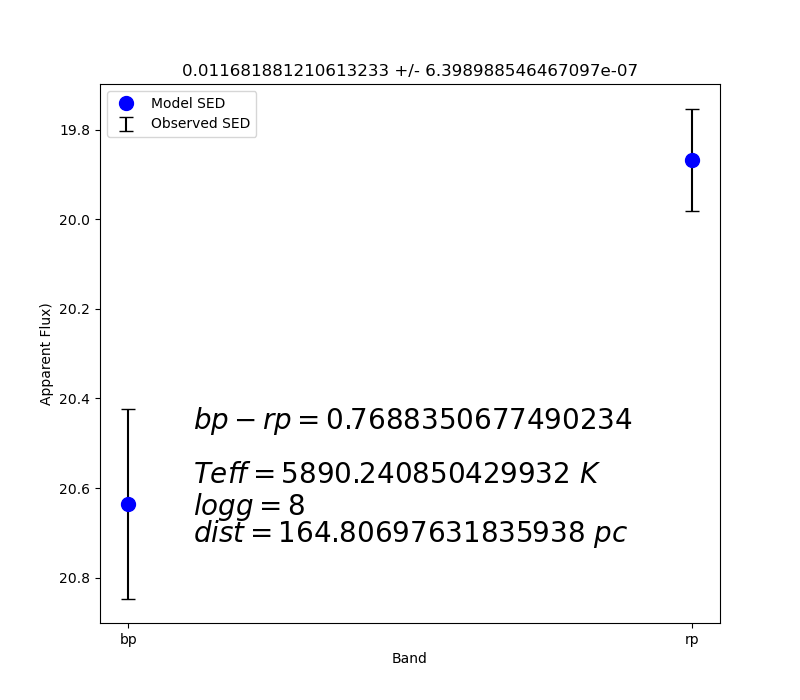 0.011681881210613233 +/- 6.398988546467097e-07
Model SED
Observed SED
19.8
20.0
20.2
20.4
20.6
20.8
Apparent Flux)
bp − rp = 0.7688350677490234
Teff = 5890.240850429932 K
logg = 8
dist = 164.80697631835938 pc
bp
rp
Band